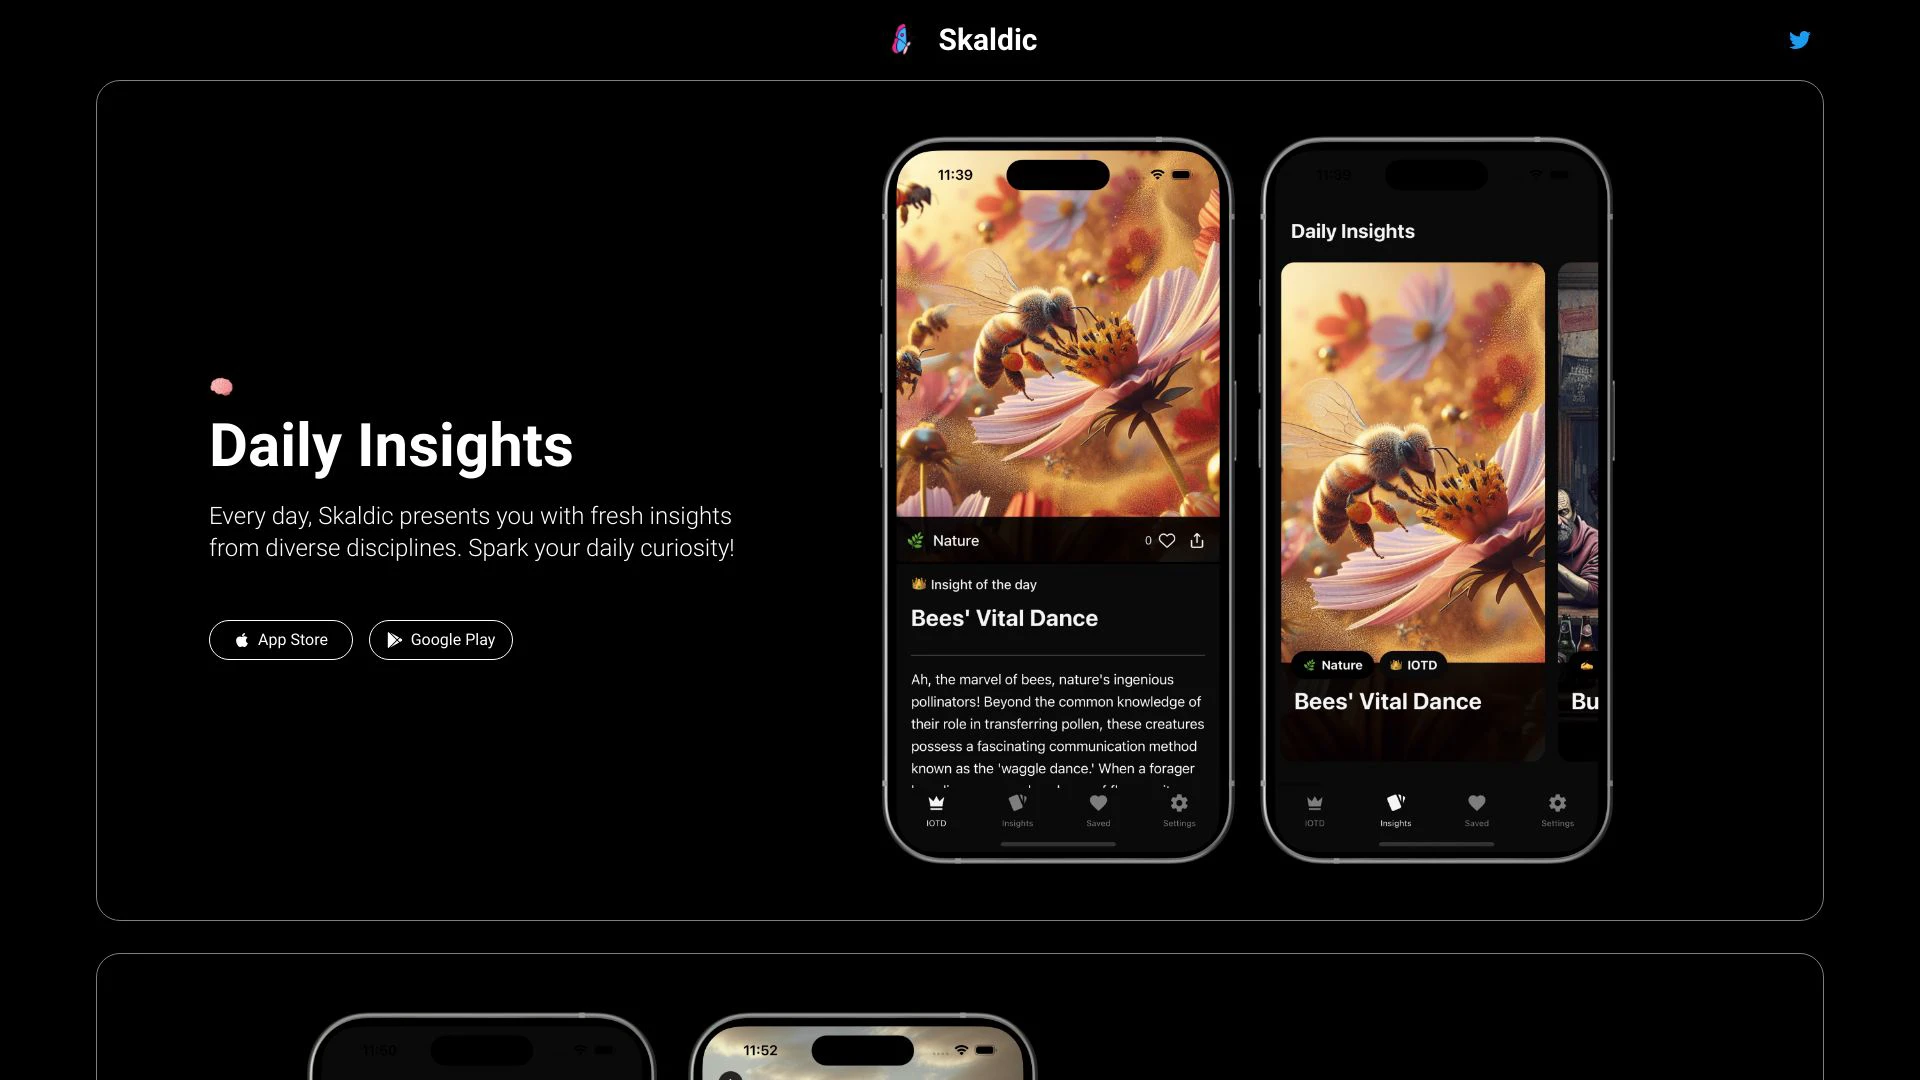 Skaldic
Daily Insights
Every day, Skaldic presents you with fresh insights
from diverse disciplines. Spark your daily curiosity!
App Store
Google Play
11:39
Nature
0
Insight of the day
Bees' Vital Dance
Ah, the marvel of bees, nature's ingenious
pollinators! Beyond the common knowledge of
their role in transferring pollen, these creatures
possess a fascinating communication method
known as the 'waggle dance.' When a forager
IOTD
Insights
Saved
Settings
11:39
Daily Insights
Nature
IOTD
Bees' Vital Dance
Bu
IOTD
Insights
Saved
Settings
11:50
11:52